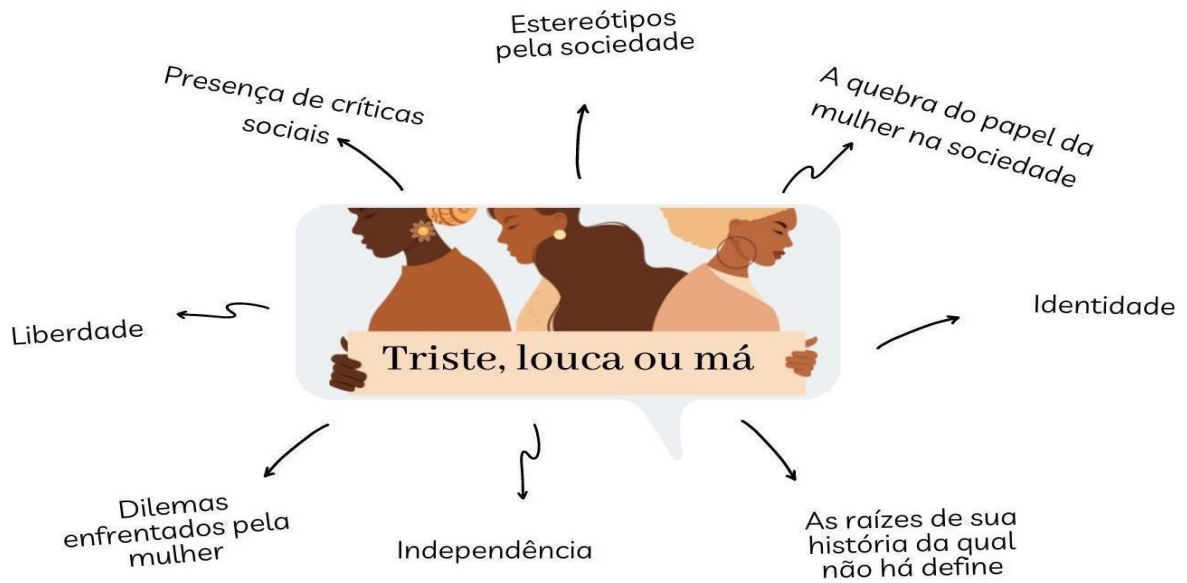 Estereótipos
pela sociedade
Presença de críticas
sociais
A quebra do papel da
mulher na sociedade
Liberdade
Triste, louca ou má
Identidade
Dilemas
enfrentados pela
mulher
Independência
As raízes de sua
história da qual
não há define